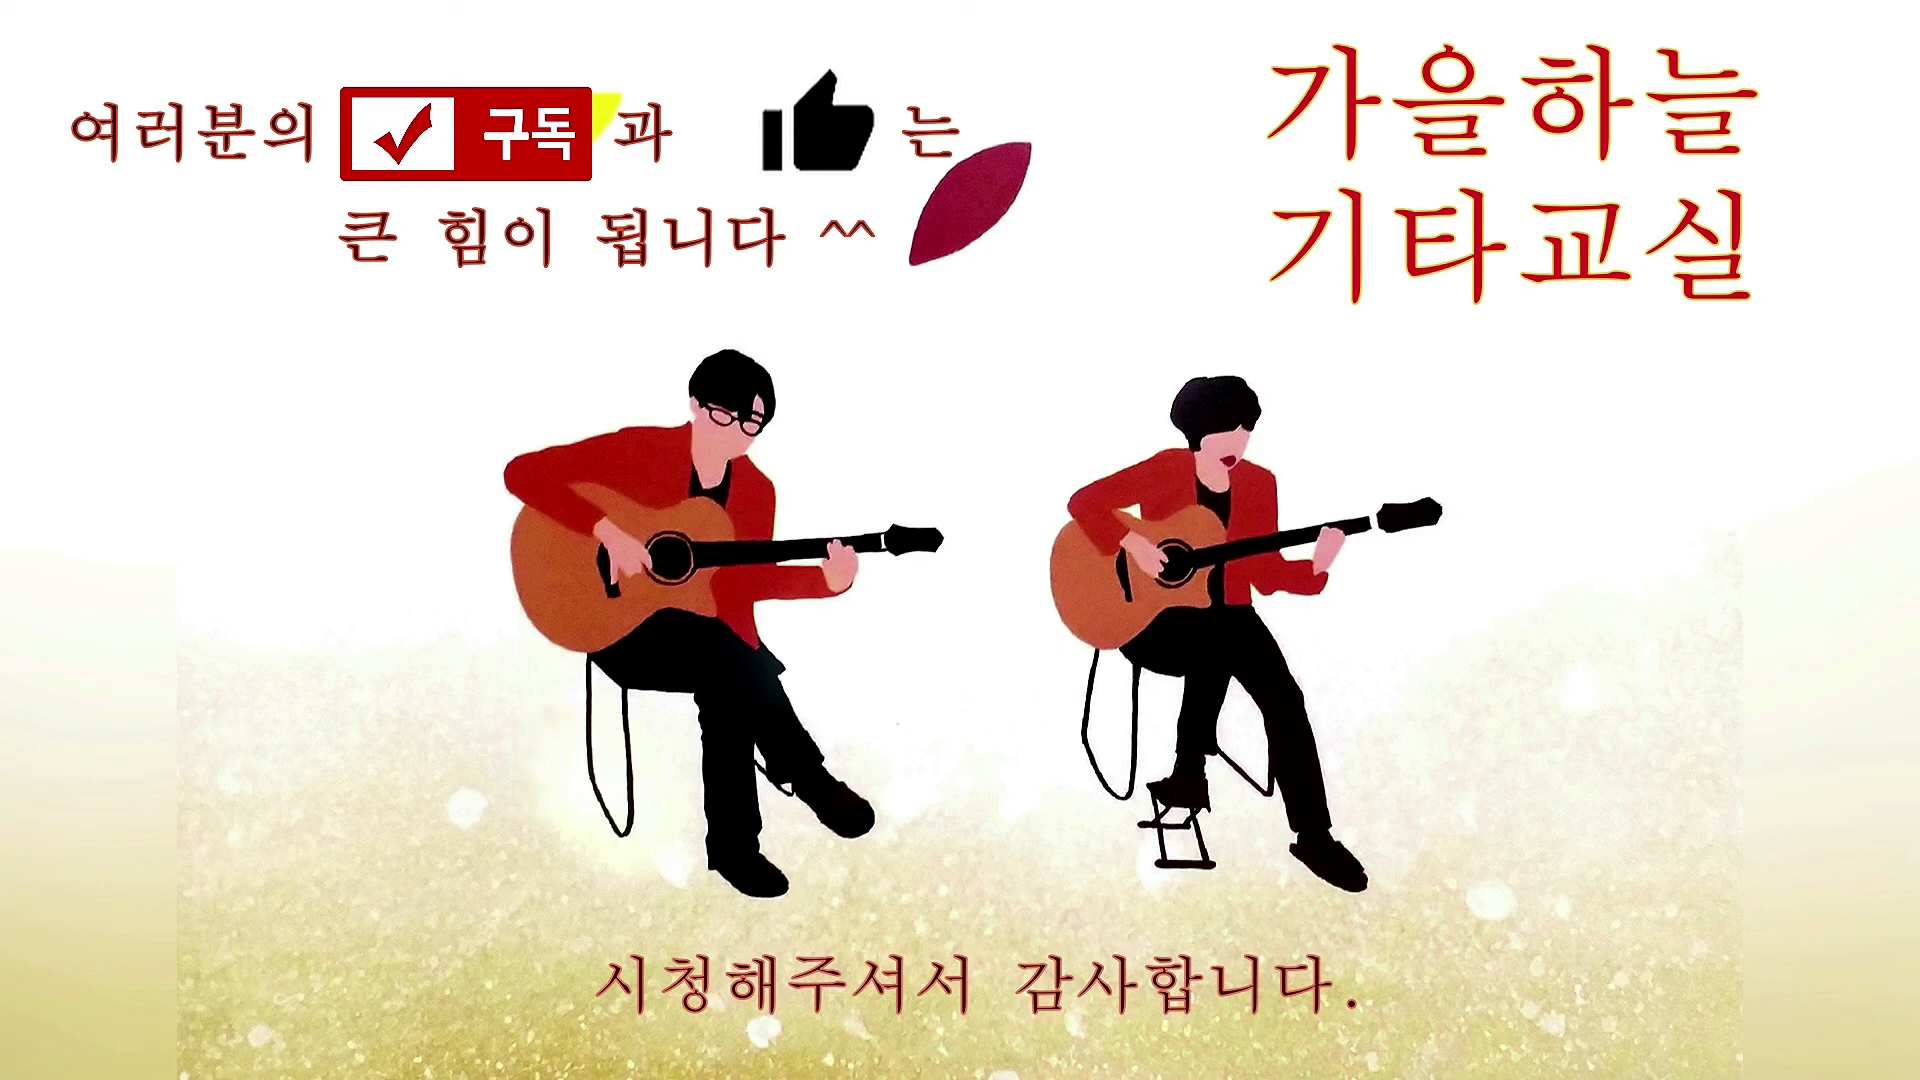 여러분의 구독과 는
큰 힘이 됩니다 ^^
가을하늘
기타교실
시청해주셔서 감사합니다.